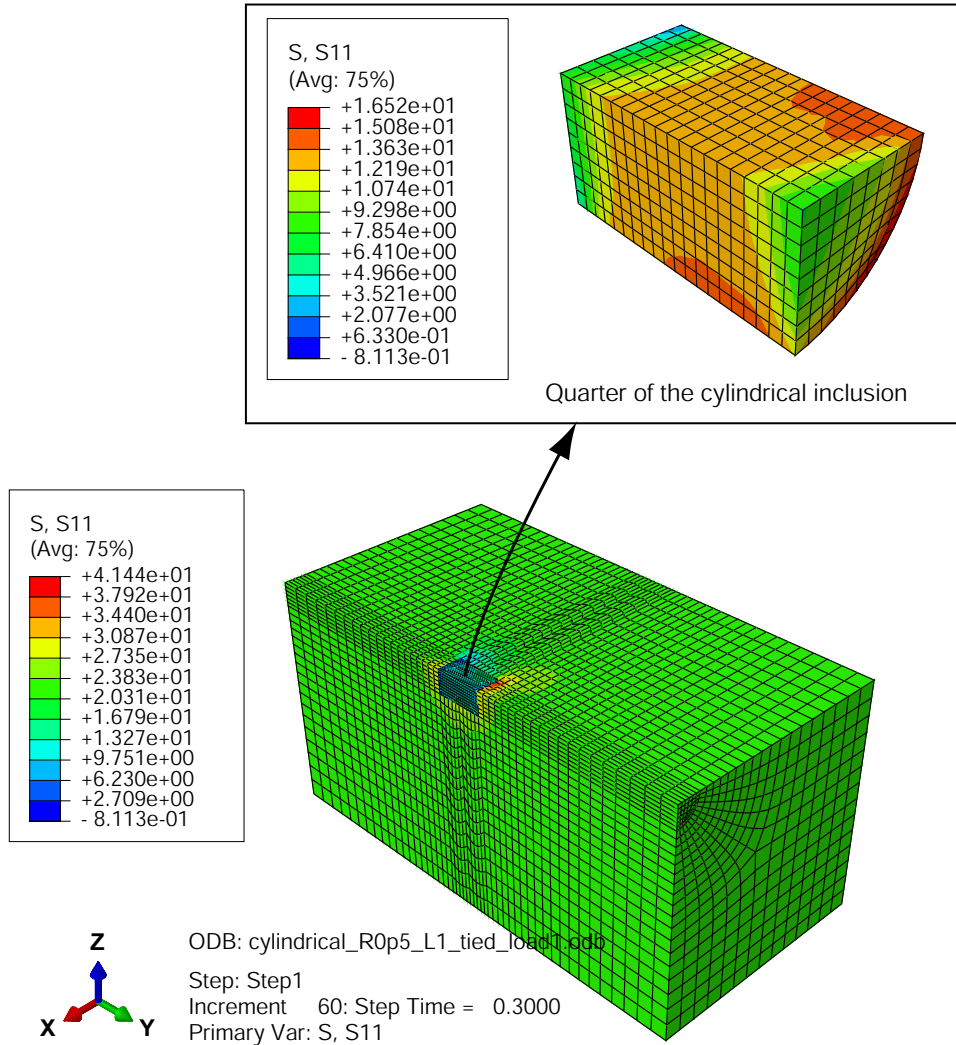 S, S11
(Avg: 75%)
+1.652e+01
+1.508e+01
+1.363e+01
+1.219e+01
+1.074e+01
+9.298e+00
+7.854e+00
+6.410e+00
+4.966e+00
+3.521e+00
+2.077e+00
+6.330e-01
- 8.113e-01
Quarter of the cylindrical inclusion
S, S11
(Avg: 75%)
+4.144e+01
+3.792e+01
+3.440e+01
+3.087e+01
+2.735e+01
+2.383e+01
+2.031e+01
+1.679e+01
+1.327e+01
+9.751e+00
+6.230e+00
+2.709e+00
- 8.113e-01
Z
X
Y
ODB: cylindrical_R0p5_L1_tied_load1.odb
Step: Step1
Increment 60: Step Time = 0.3000
Primary Var: S, S11